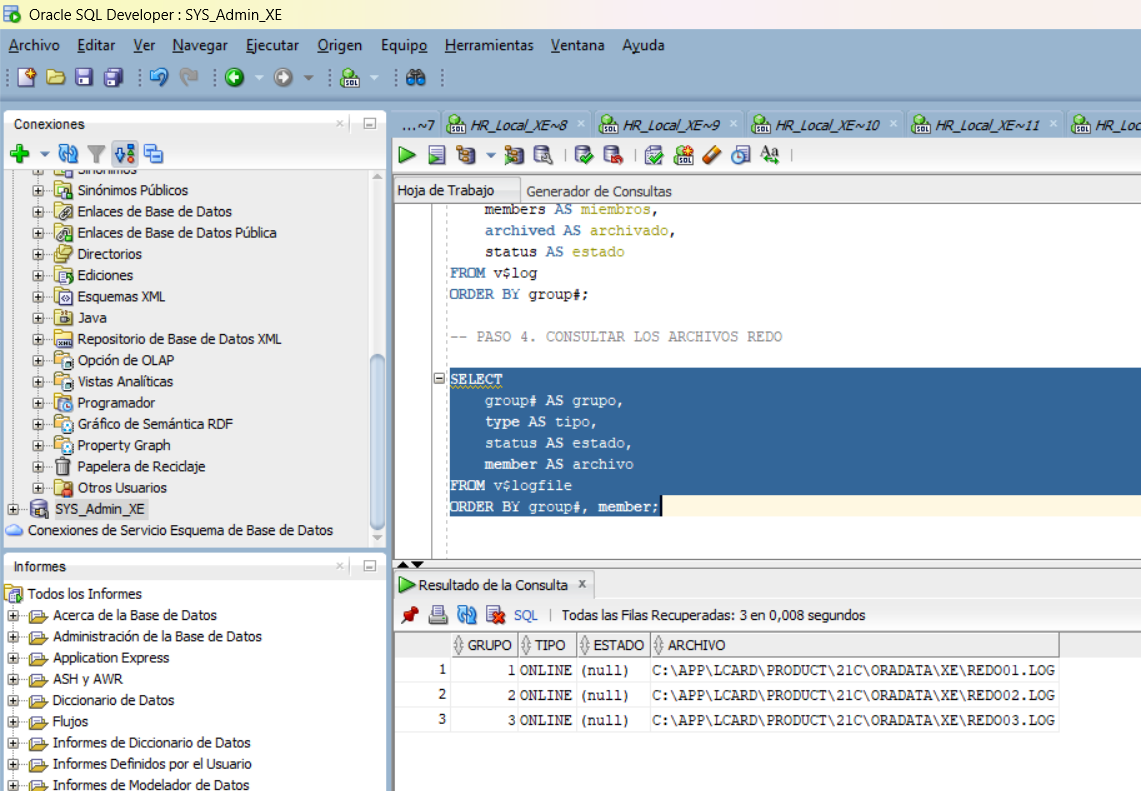 Oracle SQL Developer : SYS_Admin_XE
Archivo Editar Ver Navegar Ejecutar Origen Equipo Herramientas Ventana Ayuda
SQL
Conexiones
Sinónimos
Sinónimos Públicos
Enlaces de Base de Datos
Enlaces de Base de Datos Pública
Directorios
Ediciones
Esquemas XML
Java
Repositorio de Base de Datos XML
Opción de OLAP
Vistas Analíticas
Programador
Gráfico de Semántica RDF
Property Graph
Papelera de Reciclaje
Otros Usuarios
SYS_Admin_XE
Conexiones de Servicio Esquema de Base de Datos
Informes
Todos los Informes
Acerca de la Base de Datos
Administración de la Base de Datos
Application Express
ASH y AWR
Diccionario de Datos
Flujos
Informes de Diccionario de Datos
Informes Definidos por el Usuario
Informes de Modelador de Datos
...~7 HR_Local_XE~8 HR_Local_XE~9 HR_Local_XE~10 HR_Local_XE~11 HR_Loc
Hoja de Trabajo Generador de Consultas
members AS miembros,
archived AS archivado,
status AS estado
FROM v$log
ORDER BY group#;
-- PASO 4. CONSULTAR LOS ARCHIVOS REDO
SELECT
group# AS grupo,
type AS tipo,
status AS estado,
member AS archivo
FROM v$logfile
ORDER BY group#, member;
Resultado de la Consulta x
SQL | Todas las Filas Recuperadas: 3 en 0,008 segundos
GRUPO TIPO ESTADO ARCHIVO
1 1 ONLINE (null) C:\APP\LCARD\PRODUCT\21C\ORADATA\XE\REDO01.LOG
2 2 ONLINE (null) C:\APP\LCARD\PRODUCT\21C\ORADATA\XE\REDO02.LOG
3 3 ONLINE (null) C:\APP\LCARD\PRODUCT\21C\ORADATA\XE\REDO03.LOG